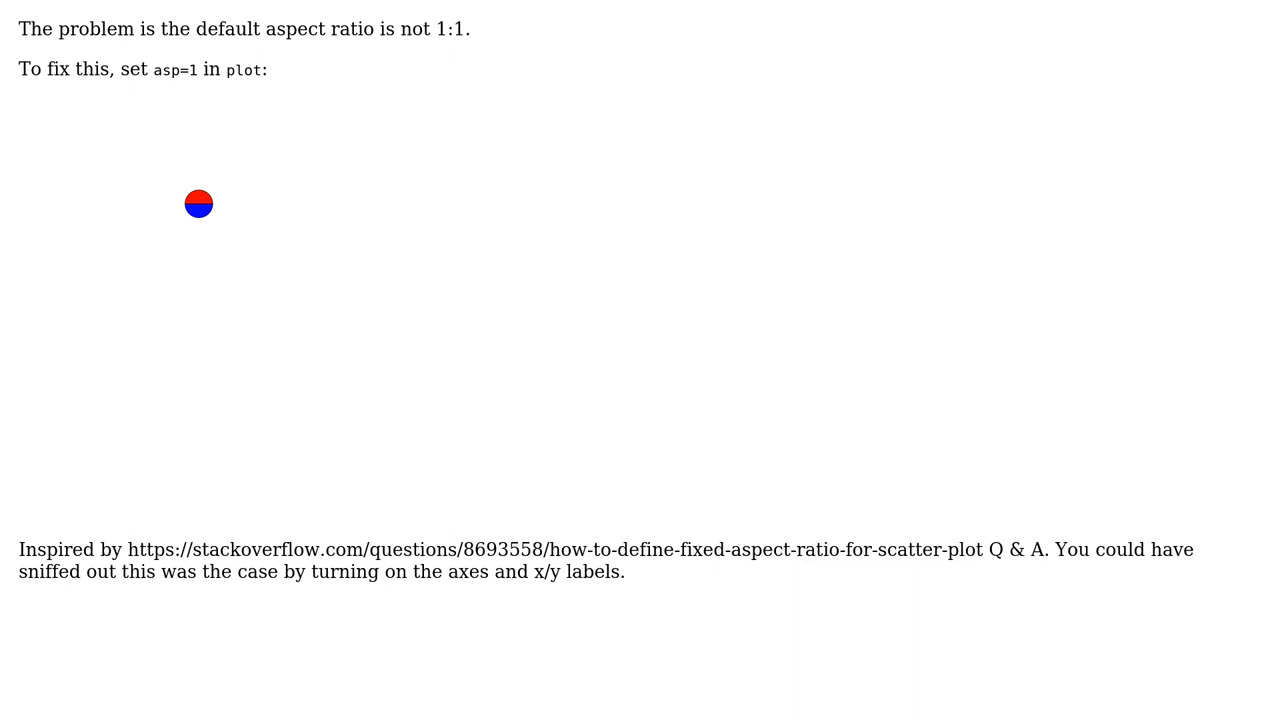 The problem is the default aspect ratio is not 1:1.
To fix this, set asp=1 in plot:
Inspired by https://stackoverflow.com/questions/8693558/how-to-define-fixed-aspect-ratio-for-scatter-plot Q & A. You could have
sniffed out this was the case by turning on the axes and x/y labels.